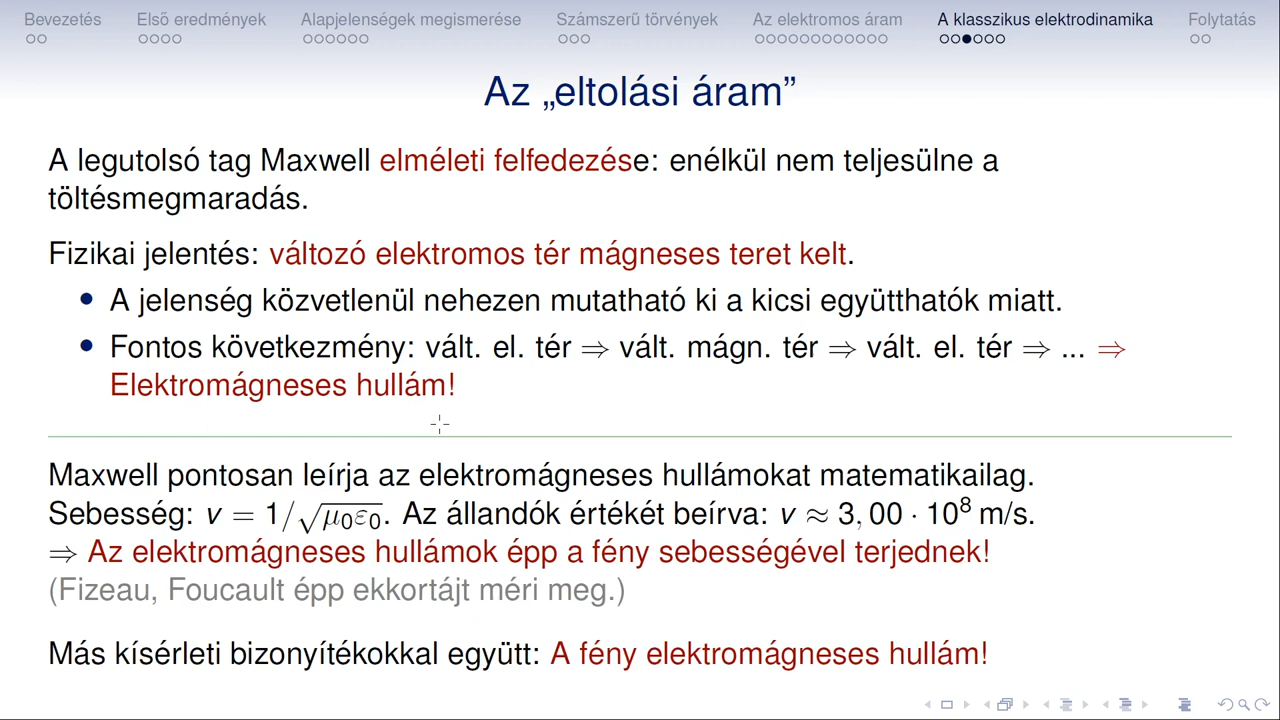 Bevezetés Első eredmények Alapjelenségek megismerése Számszerű törvények Az elektromos áram A klasszikus elektrodinamika Folytatás
Az „eltolási áram”
A legutolsó tag Maxwell elméleti felfedezése: enélkül nem teljesülne a
töltésmegmaradás.
Fizikai jelentés: változó elektromos tér mágneses teret kelt.
• A jelenség közvetlenül nehezen mutatható ki a kicsi együtthatók miatt.
• Fontos következmény: vált. el. tér ⇒ vált. mágn. tér ⇒ vált. el. tér ⇒ ... ⇒
Elektromágneses hullám!
Maxwell pontosan leírja az elektromágneses hullámokat matematikailag.
Sebesség: v = 1/√μ₀ε₀. Az állandók értékét beírva: v ≈ 3,00 · 10⁸ m/s.
⇒ Az elektromágneses hullámok épp a fény sebességével terjednek!
(Fizeau, Foucault épp ekkortájt méri meg.)
Más kísérleti bizonyítékokkal együtt: A fény elektromágneses hullám!